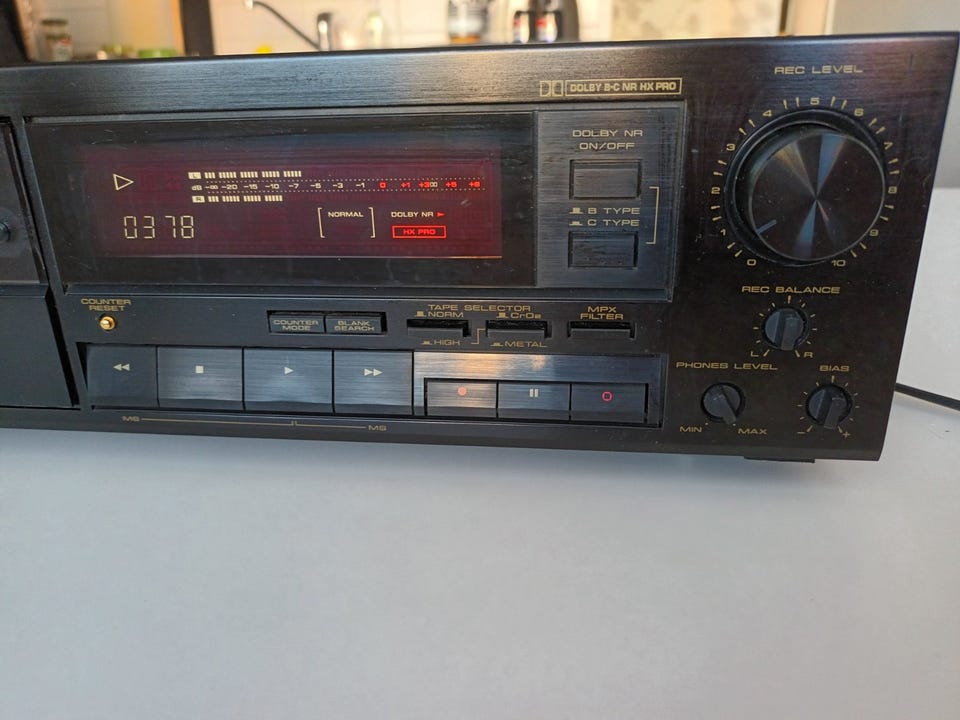 DOLBY B-C NR HX PRO
REC LEVEL
DOLBY NR
ON/OFF
B TYPE
C TYPE
L
dB -∞ -20 -15 -10 -7 -5 -3 -1 0 +1 +3 +5 +8
R
0378
NORMAL
DOLBY NR
HX PRO
0 1 2 3 4 5 6 7 8 9 10
REC BALANCE
L R
COUNTER
RESET
COUNTER
MODE
BLANK
SEARCH
TAPE SELECTOR
NORM
CrO2
HIGH
METAL
MPX
FILTER
PHONES LEVEL
MIN MAX
BIAS
- +
MS
MS